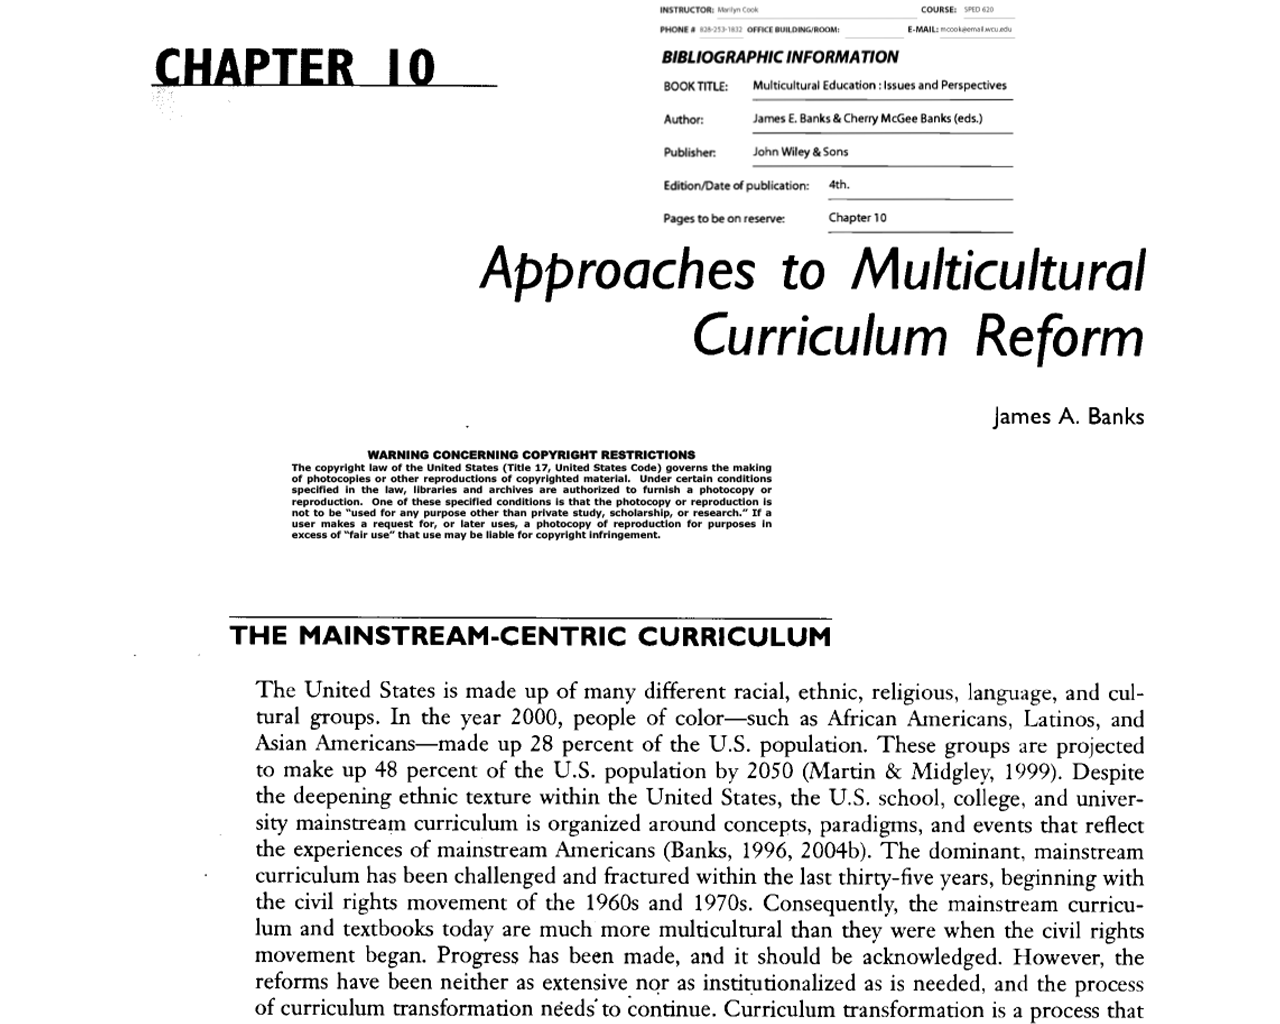 INSTRUCTOR: Marilyn Cook COURSE: SPED 620
PHONE # 828-253-1832 OFFICE BUILDING/ROOM: E-MAIL: mcook@email.wcu.edu
CHAPTER 10
BIBLIOGRAPHIC INFORMATION
BOOK TITLE: Multicultural Education : Issues and Perspectives
Author: James E. Banks & Cherry McGee Banks (eds.)
Publisher: John Wiley & Sons
Edition/Date of publication: 4th.
Pages to be on reserve: Chapter 10
Approaches to Multicultural
Curriculum Reform
James A. Banks
WARNING CONCERNING COPYRIGHT RESTRICTIONS
The copyright law of the United States (Title 17, United States Code) governs the making
of photocopies or other reproductions of copyrighted material. Under certain conditions
specified in the law, libraries and archives are authorized to furnish a photocopy or
reproduction. One of these specified conditions is that the photocopy or reproduction is
not to be "used for any purpose other than private study, scholarship, or research." If a
user makes a request for, or later uses, a photocopy of reproduction for purposes in
excess of "fair use" that use may be liable for copyright infringement.
THE MAINSTREAM-CENTRIC CURRICULUM
The United States is made up of many different racial, ethnic, religious, language, and cul-
tural groups. In the year 2000, people of color—such as African Americans, Latinos, and
Asian Americans—made up 28 percent of the U.S. population. These groups are projected
to make up 48 percent of the U.S. population by 2050 (Martin & Midgley, 1999). Despite
the deepening ethnic texture within the United States, the U.S. school, college, and univer-
sity mainstream curriculum is organized around concepts, paradigms, and events that reflect
the experiences of mainstream Americans (Banks, 1996, 2004b). The dominant, mainstream
curriculum has been challenged and fractured within the last thirty-five years, beginning with
the civil rights movement of the 1960s and 1970s. Consequently, the mainstream curricu-
lum and textbooks today are much more multicultural than they were when the civil rights
movement began. Progress has been made, and it should be acknowledged. However, the
reforms have been neither as extensive nor as institutionalized as is needed, and the process
of curriculum transformation needs to continue. Curriculum transformation is a process that